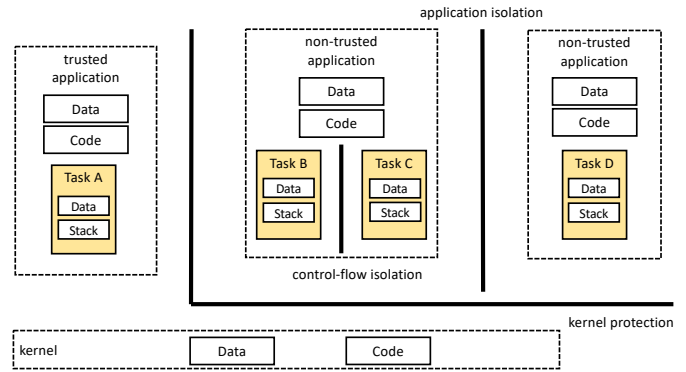 application isolation
trusted
application
Data
Code
Task A
Data
Stack
non-trusted
application
Data
Code
Task B
Data
Stack
Task C
Data
Stack
control-flow isolation
non-trusted
application
Data
Code
Task D
Data
Stack
kernel protection
kernel
Data
Code